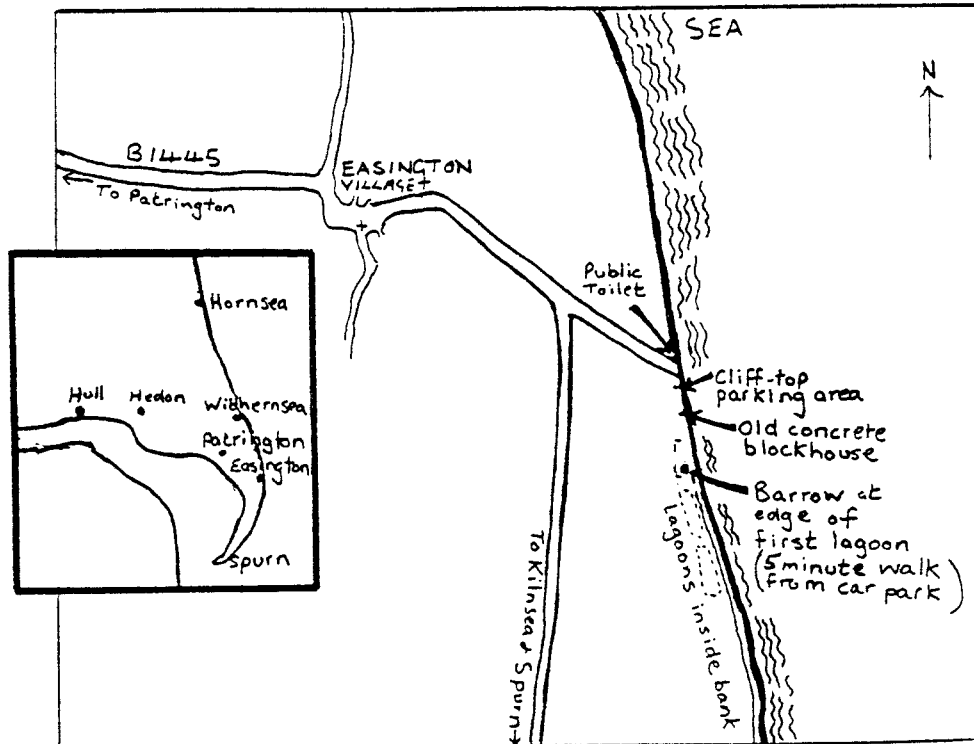 SEA
N
B1445
To Patrington
EASINGTON
VILLAGE
Public
Toilet
Cliff-top
parking area
Old concrete
blockhouse
Barrow at
edge of
first lagoon
(5 minute walk
from car park)
Lagoons inside bank
To Kilnsea & Spurn
Hornsea
Hull
Hedon
Withernsea
Patrington
Easington
Spurn